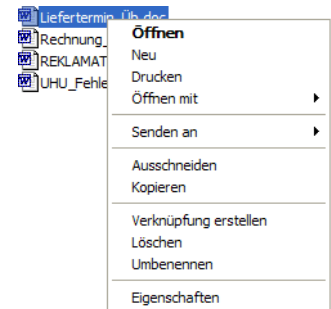 Liefertermin_Üb.doc
Rechnung_
REKLAMAT
UHU_Fehle
Öffnen
Neu
Drucken
Öffnen mit
Senden an
Ausschneiden
Kopieren
Verknüpfung erstellen
Löschen
Umbenennen
Eigenschaften